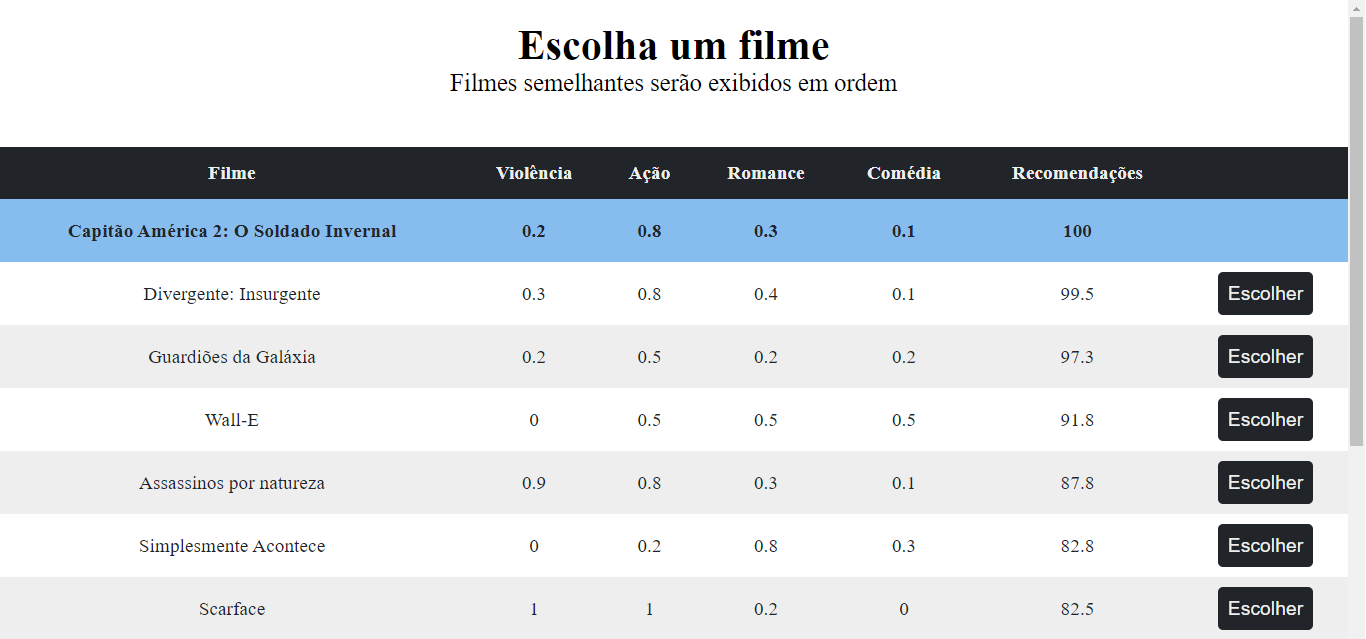 Escolha um filme
Filmes semelhantes serão exibidos em ordem
Filme Violência Ação Romance Comédia Recomendações
Capitão América 2: O Soldado Invernal 0.2 0.8 0.3 0.1 100
Divergente: Insurgente 0.3 0.8 0.4 0.1 99.5 Escolher
Guardiões da Galáxia 0.2 0.5 0.2 0.2 97.3 Escolher
Wall-E 0 0.5 0.5 0.5 91.8 Escolher
Assassinos por natureza 0.9 0.8 0.3 0.1 87.8 Escolher
Simplesmente Acontece 0 0.2 0.8 0.3 82.8 Escolher
Scarface 1 1 0.2 0 82.5 Escolher